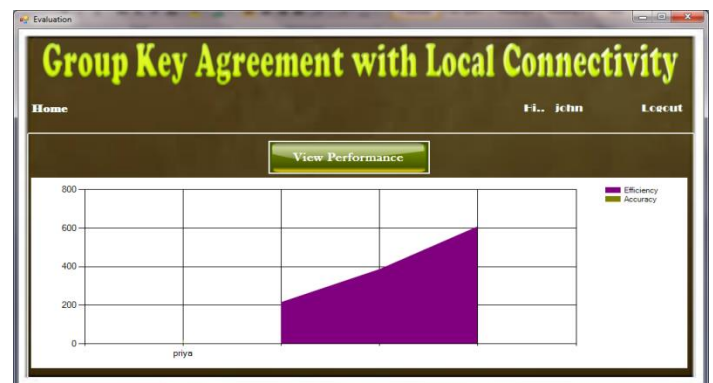 Evaluation
Group Key Agreement with Local Connectivity
Home
Hi.. john
Logout
View Performance
800
600
400
200
0
priya
Efficiency
Accuracy